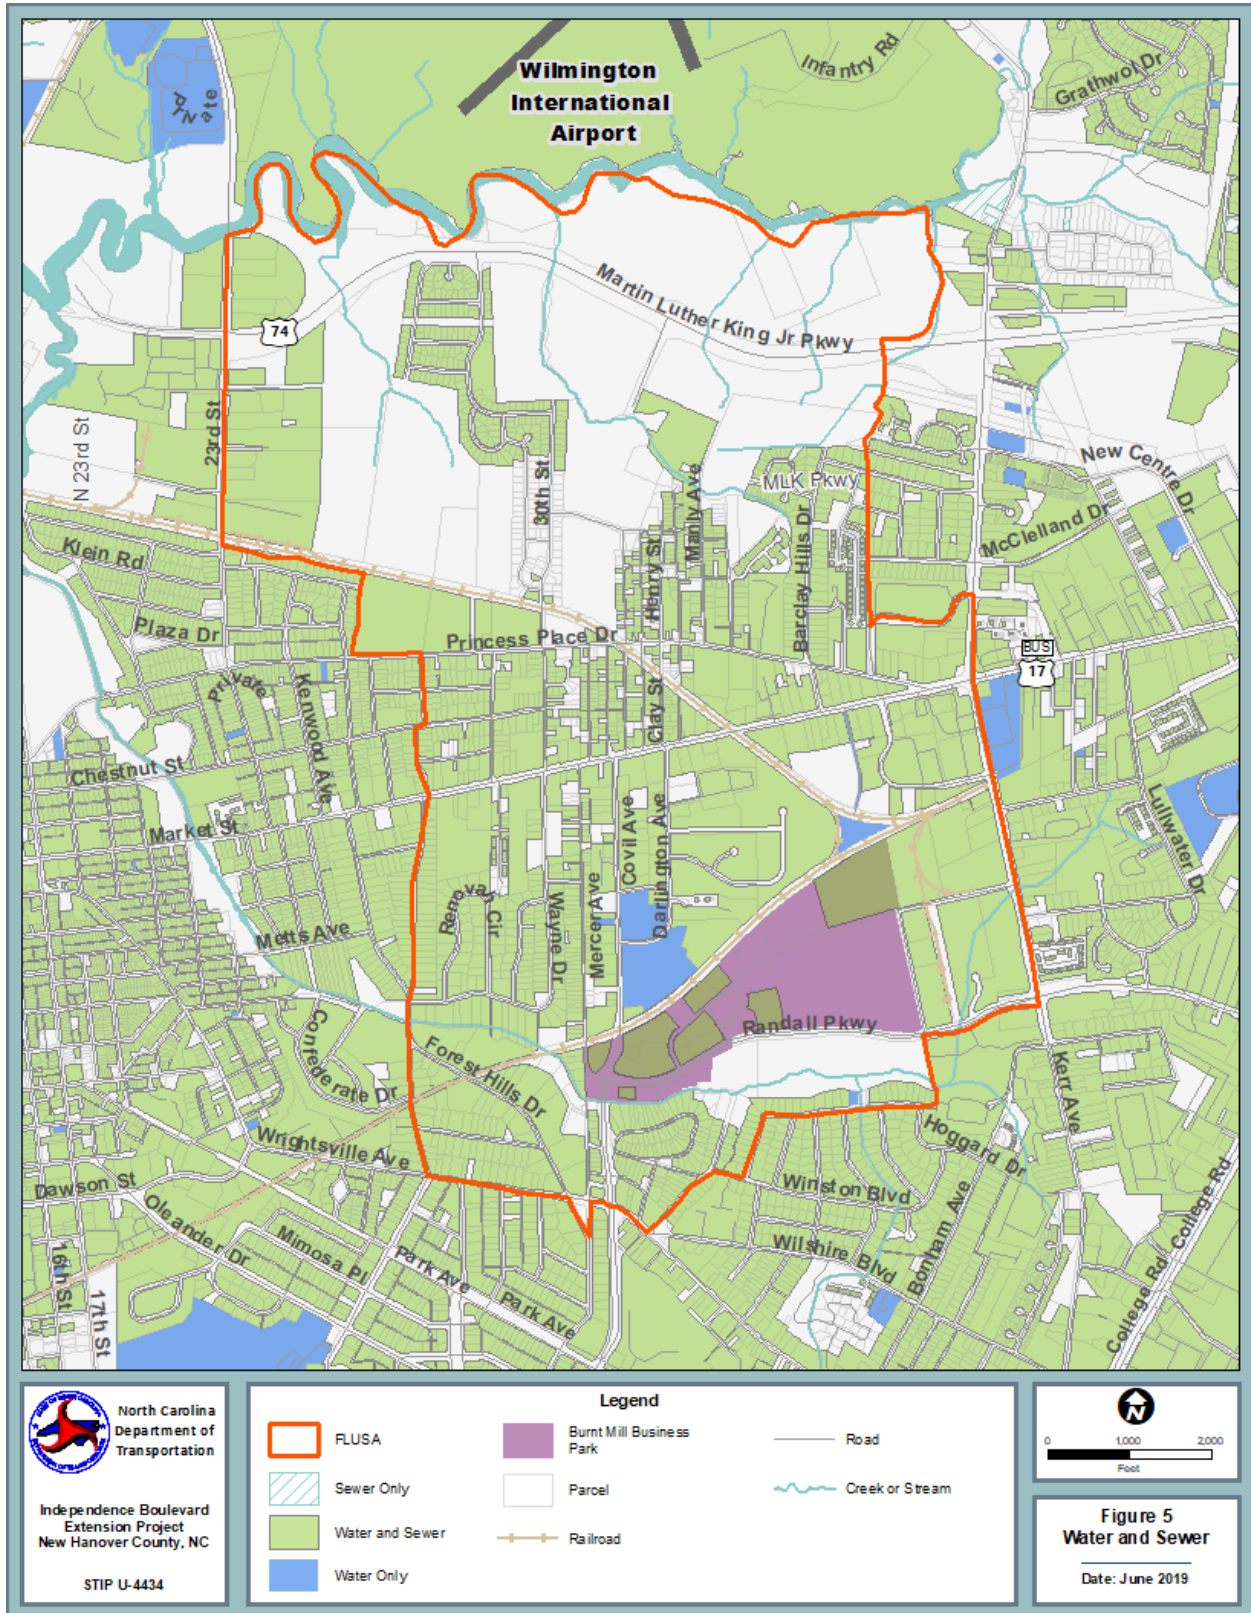 Wilmington
International
Airport
Infantry Rd
Grathwol Dr
Pyt Nate
74
Martin Luther King Jr Pkwy
23rd St
N 23rd St
30th St
Henry St
Manly Ave
MLK Pkwy
Barclay Hills Dr
New Centre Dr
McClelland Dr
Klein Rd
Plaza Dr
Princess Place Dr
BUS
17
Private
Kenwood Ave
Clay St
Chestnut St
Market St
Lullwater Dr
Covil Ave
Darlington Ave
Renovah Cir
Wayne Dr
Mercer Ave
Metts Ave
Randall Pkwy
Confederate Dr
Forest Hills Dr
Kerr Ave
Wrightsville Ave
Hoggard Dr
Dawson St
Winston Blvd
Oleander Dr
Mimosa Pl
Park Ave
Park Ave
Wilshire Blvd
Bonham Ave
College Rd
College Rd
16th St
17th St
North Carolina
Department of
Transportation
Independence Boulevard
Extension Project
New Hanover County, NC
STIP U-4434
Legend
FLUSA
Sewer Only
Water and Sewer
Water Only
Burnt Mill Business
Park
Parcel
Railroad
Road
Creek or Stream
N
0 1,000 2,000
Feet
Figure 5
Water and Sewer
Date: June 2019